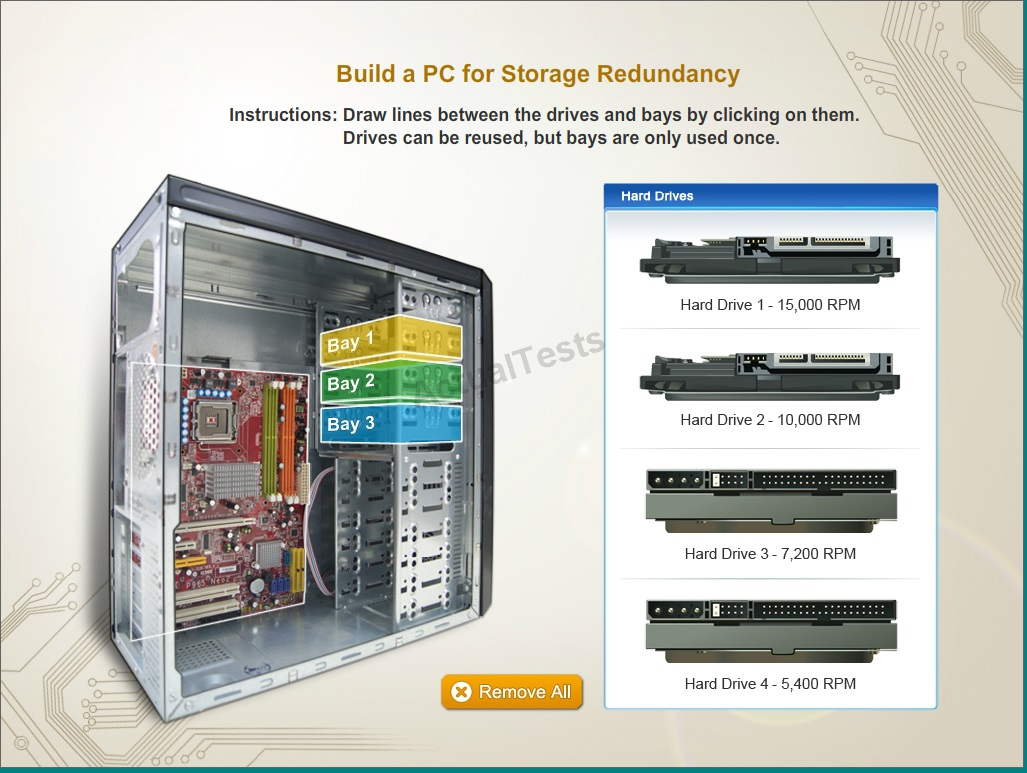 Build a PC for Storage Redundancy
Instructions: Draw lines between the drives and bays by clicking on them.
Drives can be reused, but bays are only used once.
Hard Drives
Hard Drive 1 - 15,000 RPM
Bay 1
Bay 2
ActualTests
Hard Drive 2 - 10,000 RPM
Bay 3
Hard Drive 3 - 7,200 RPM
P965 Neo2
Hard Drive 4 - 5,400 RPM
Remove All